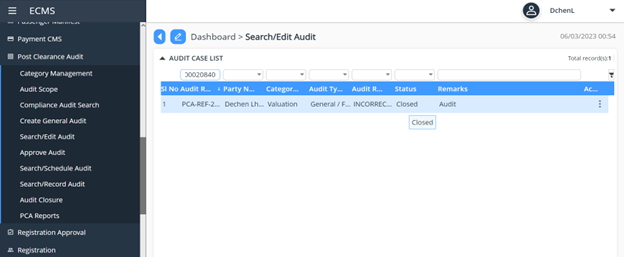 ECMS
DchenL
Passenger Manifest
Payment CMS
Post Clearance Audit
Category Management
Audit Scope
Compliance Audit Search
Create General Audit
Search/Edit Audit
Approve Audit
Search/Schedule Audit
Search/Record Audit
Audit Closure
PCA Reports
Registration Approval
Registration
Dashboard > Search/Edit Audit
06/03/2023 00:54
AUDIT CASE LIST
Total record(s):1
00020840
Sl No Audit R... Party N... Categor... Audit Ty... Audit R... Status Remarks Ac...
1 PCA-REF-2... Dechen Lh... Valuation General / F... INCORREC... Closed Audit
Closed